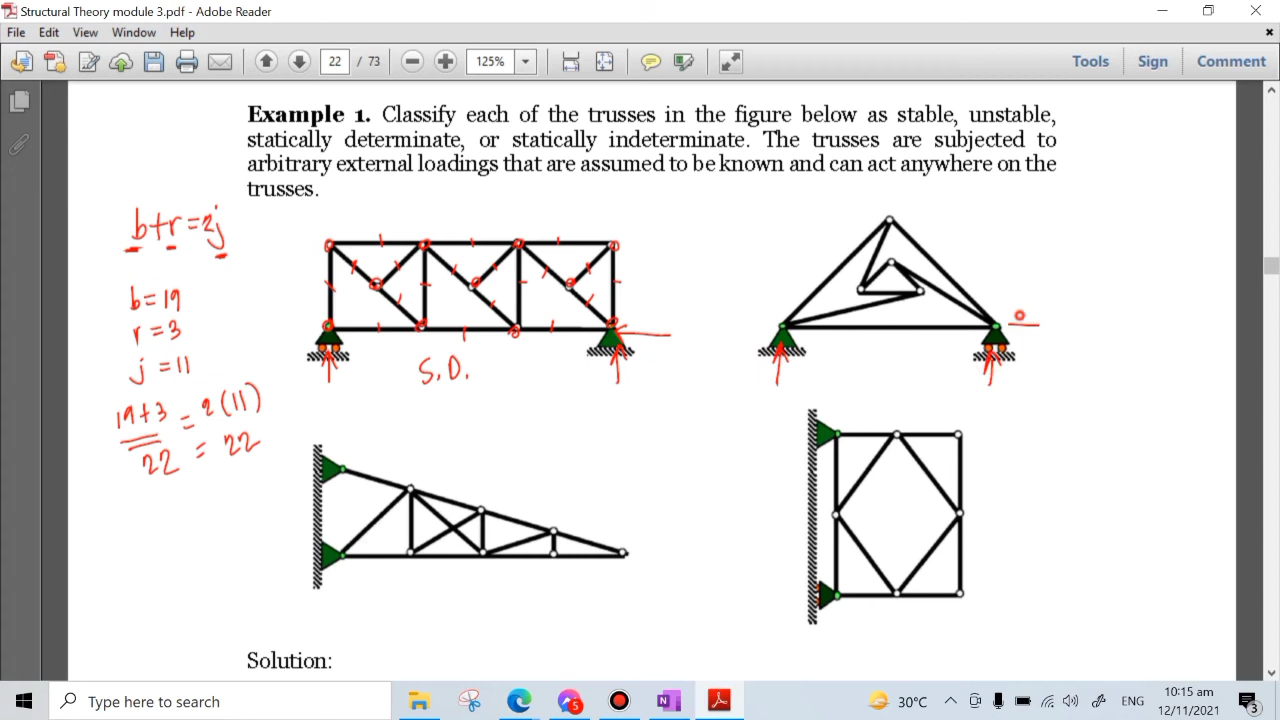 Structural Theory module 3.pdf - Adobe Reader
File Edit View Window Help
22 / 73 125% Tools Sign Comment
Example 1. Classify each of the trusses in the figure below as stable, unstable,
statically determinate, or statically indeterminate. The trusses are subjected to
arbitrary external loadings that are assumed to be known and can act anywhere on the
trusses.
b+r=2j
b=19
r=3
j=11
19+3 = 2(11)
22 = 22
S.D.
Solution:
Type here to search
5
30°C
ENG
10:15 am
12/11/2021
3